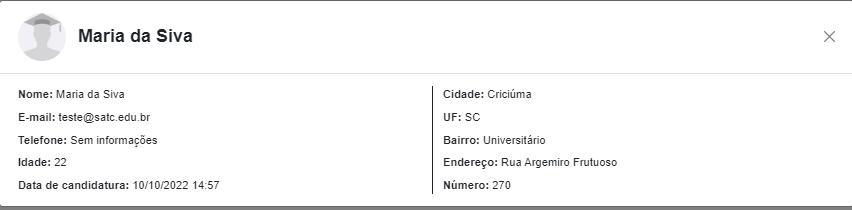 Maria da Siva
Nome: Maria da Siva
E-mail: teste@satc.edu.br
Telefone: Sem informações
Idade: 22
Data de candidatura: 10/10/2022 14:57
Cidade: Criciúma
UF: SC
Bairro: Universitário
Endereço: Rua Argemiro Frutuoso
Número: 270